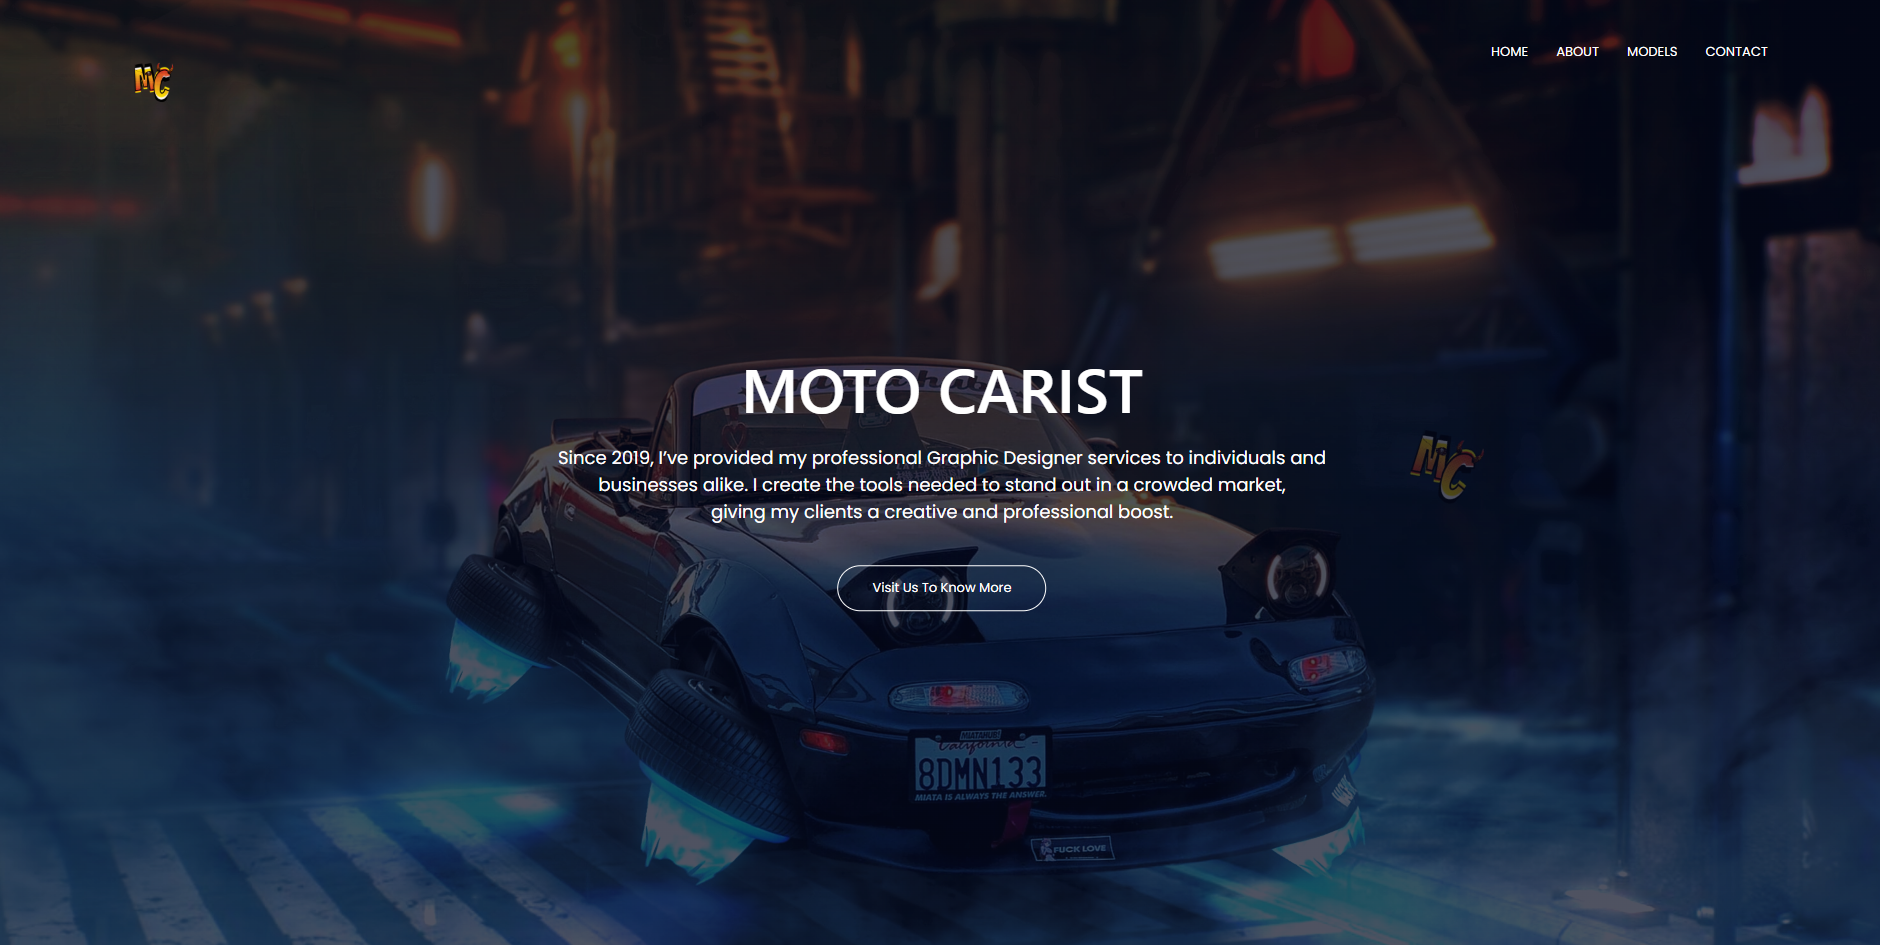 MC
HOME ABOUT MODELS CONTACT
MOTO CARIST
Since 2019, I’ve provided my professional Graphic Designer services to individuals and
businesses alike. I create the tools needed to stand out in a crowded market,
giving my clients a creative and professional boost.
MC
Visit Us To Know More
MIATAHUB!
California
8DMN133
MIATA IS ALWAYS THE ANSWER.
FUCK LOVE